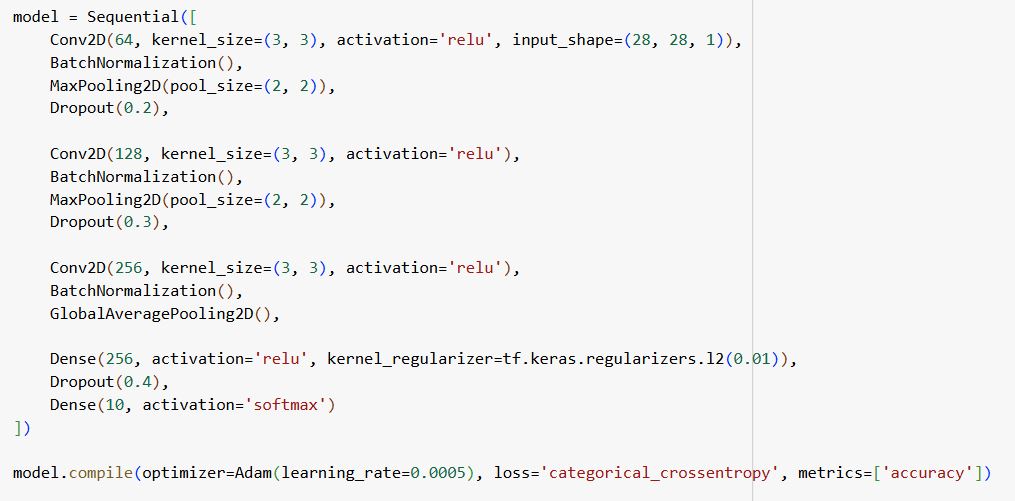 model = Sequential([
    Conv2D(64, kernel_size=(3, 3), activation='relu', input_shape=(28, 28, 1)),
    BatchNormalization(),
    MaxPooling2D(pool_size=(2, 2)),
    Dropout(0.2),

    Conv2D(128, kernel_size=(3, 3), activation='relu'),
    BatchNormalization(),
    MaxPooling2D(pool_size=(2, 2)),
    Dropout(0.3),

    Conv2D(256, kernel_size=(3, 3), activation='relu'),
    BatchNormalization(),
    GlobalAveragePooling2D(),

    Dense(256, activation='relu', kernel_regularizer=tf.keras.regularizers.l2(0.01)),
    Dropout(0.4),
    Dense(10, activation='softmax')
])

model.compile(optimizer=Adam(learning_rate=0.0005), loss='categorical_crossentropy', metrics=['accuracy'])